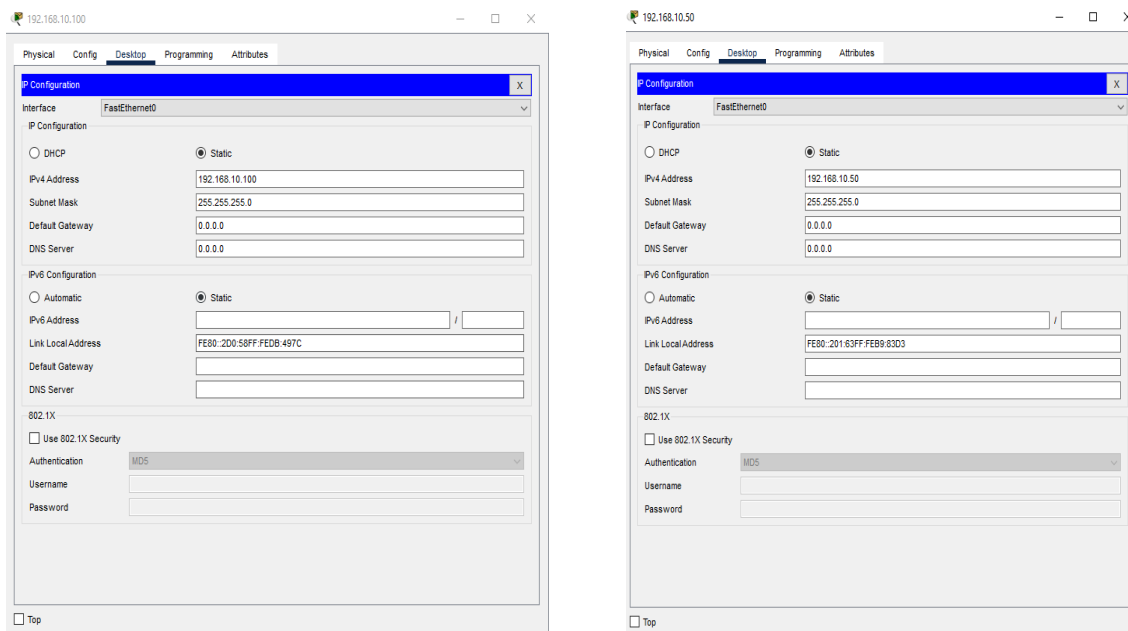 192.168.10.100
Physical Config Desktop Programming Attributes
IP Configuration X
Interface FastEthernet0
IP Configuration
DHCP Static
IPv4 Address 192.168.10.100
Subnet Mask 255.255.255.0
Default Gateway 0.0.0.0
DNS Server 0.0.0.0
IPv6 Configuration
Automatic Static
IPv6 Address /
Link Local Address FE80::2D0:58FF:FEDB:497C
Default Gateway
DNS Server
802.1X
Use 802.1X Security
Authentication MD5
Username
Password
Top
192.168.10.50
Physical Config Desktop Programming Attributes
IP Configuration X
Interface FastEthernet0
IP Configuration
DHCP Static
IPv4 Address 192.168.10.50
Subnet Mask 255.255.255.0
Default Gateway 0.0.0.0
DNS Server 0.0.0.0
IPv6 Configuration
Automatic Static
IPv6 Address /
Link Local Address FE80::201:63FF:FEB9:83D3
Default Gateway
DNS Server
802.1X
Use 802.1X Security
Authentication MD5
Username
Password
Top